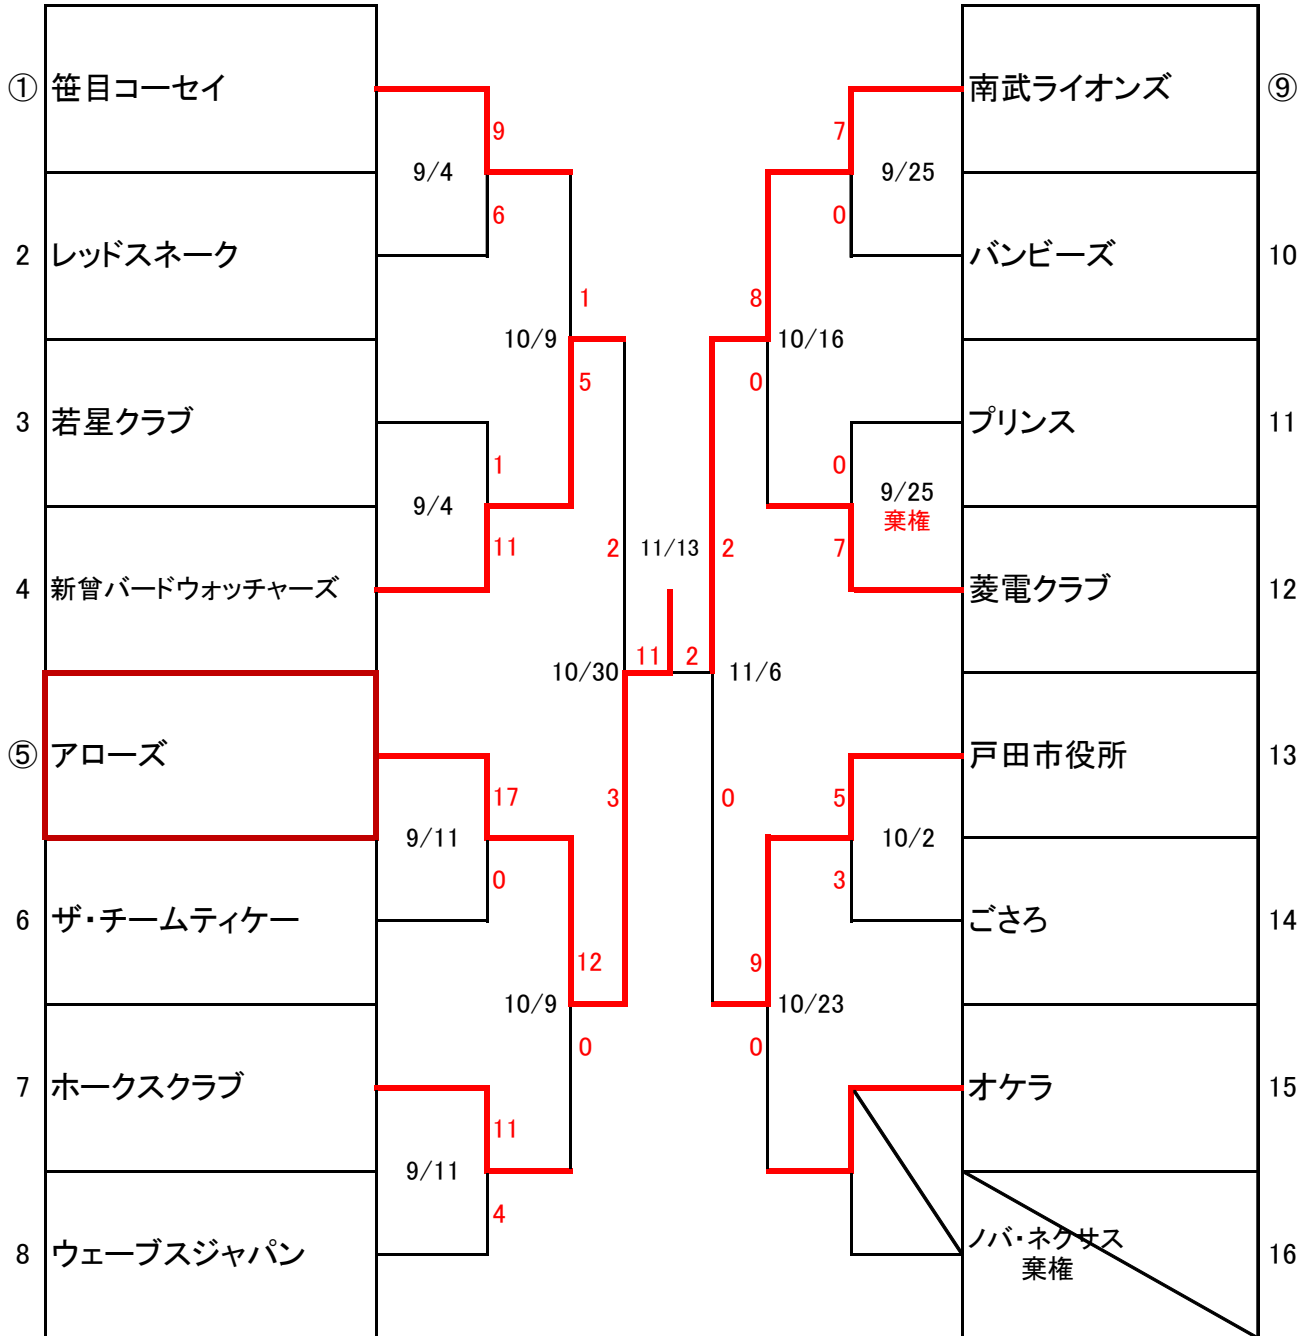 ① 笹目コーセイ
2 レッドスネーク
3 若星クラブ
4 新曾バードウォッチャーズ
⑤ アローズ
6 ザ・チームティケー
7 ホークスクラブ
8 ウェーブスジャパン
9/4
9
6
9/4
1
11
9/11
17
0
9/11
11
4
10/9
1
5
10/9
12
0
10/30
2
3
11/13
11 2
11/6
2
0
10/16
8
0
10/23
9
0
9/25
7
0
9/25
棄権
0
7
10/2
5
3
南武ライオンズ ⑨
バンビーズ 10
プリンス 11
菱電クラブ 12
戸田市役所 13
ごさろ 14
オケラ 15
ノバ・ネクサス 16
棄権